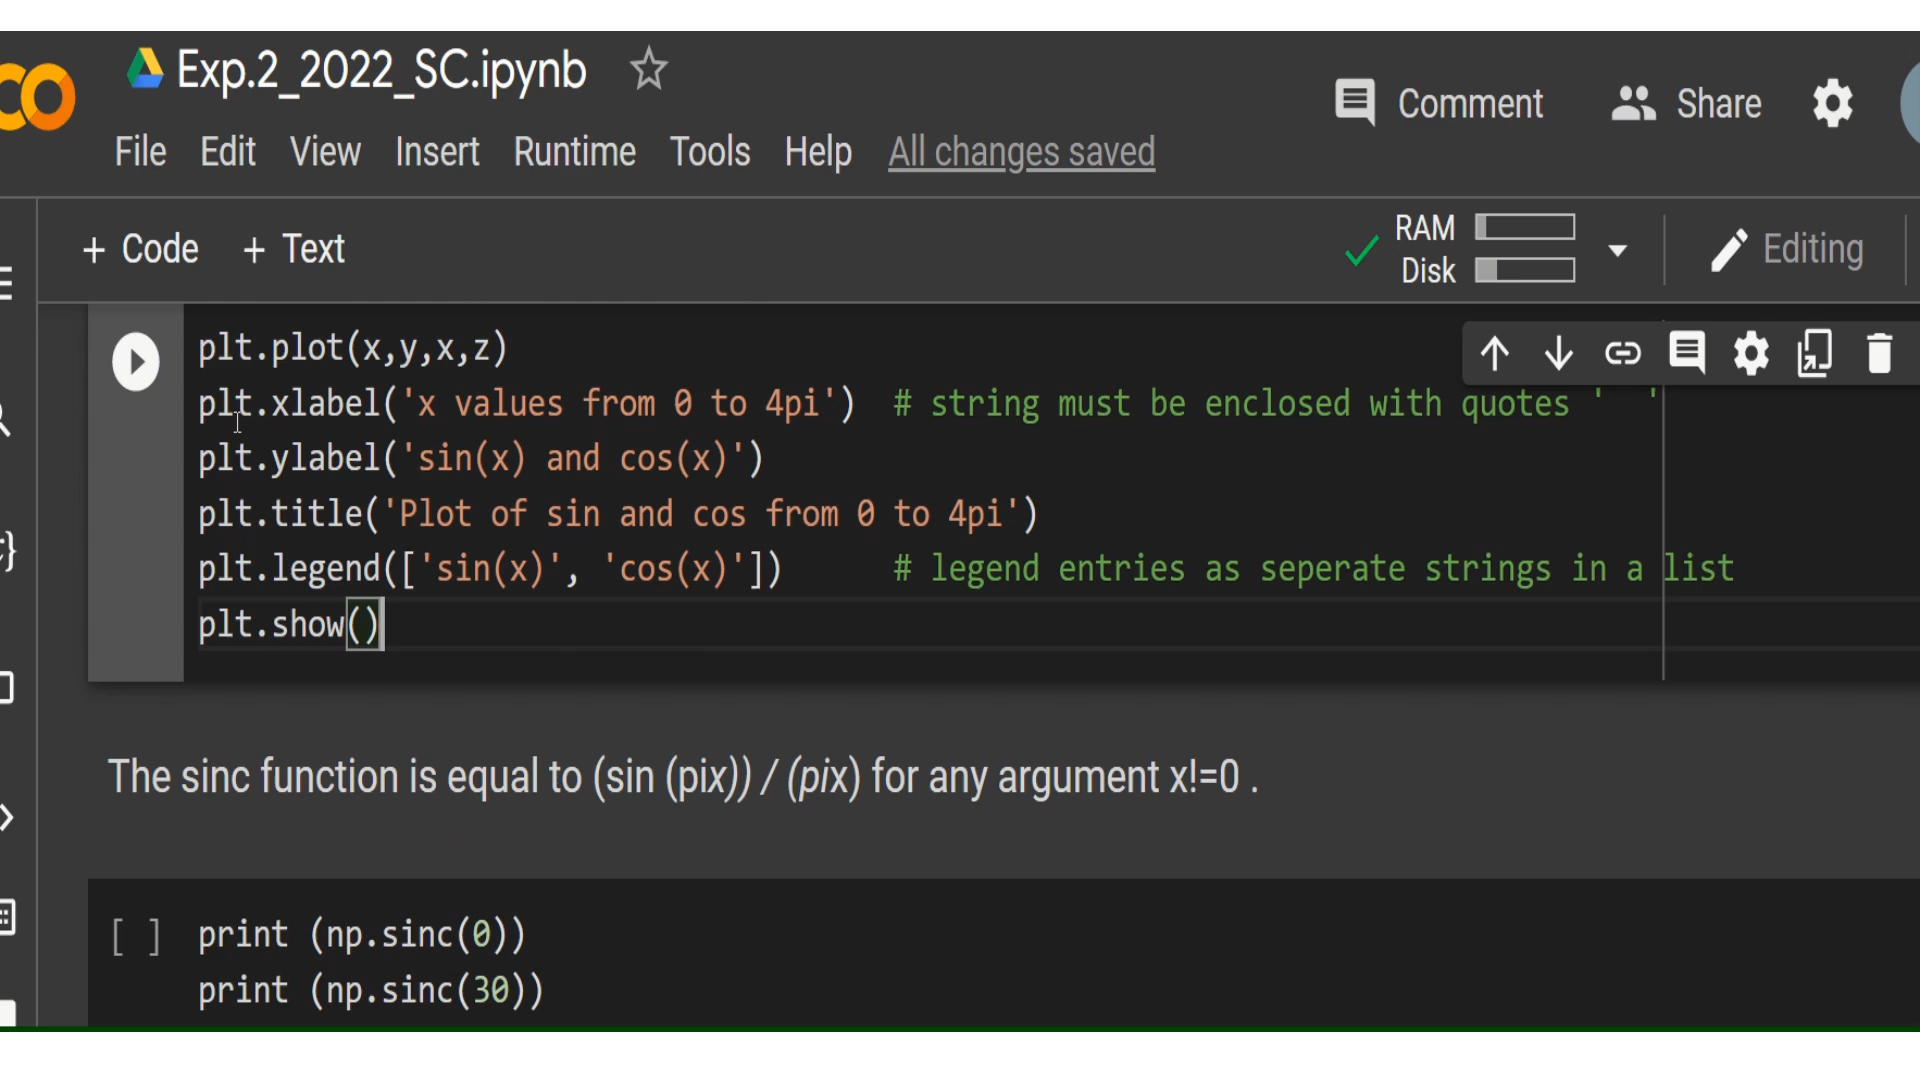 Exp.2_2022_SC.ipynb
Comment
Share
File Edit View Insert Runtime Tools Help All changes saved
+ Code + Text
RAM
Disk
Editing
plt.plot(x,y,x,z)
plt.xlabel('x values from 0 to 4pi')  # string must be enclosed with quotes '  '
plt.ylabel('sin(x) and cos(x)')
plt.title('Plot of sin and cos from 0 to 4pi')
plt.legend(['sin(x)', 'cos(x)'])      # legend entries as seperate strings in a list
plt.show()
The sinc function is equal to (sin (pix)) / (pix) for any argument x!=0 .
[ ] print (np.sinc(0))
print (np.sinc(30))